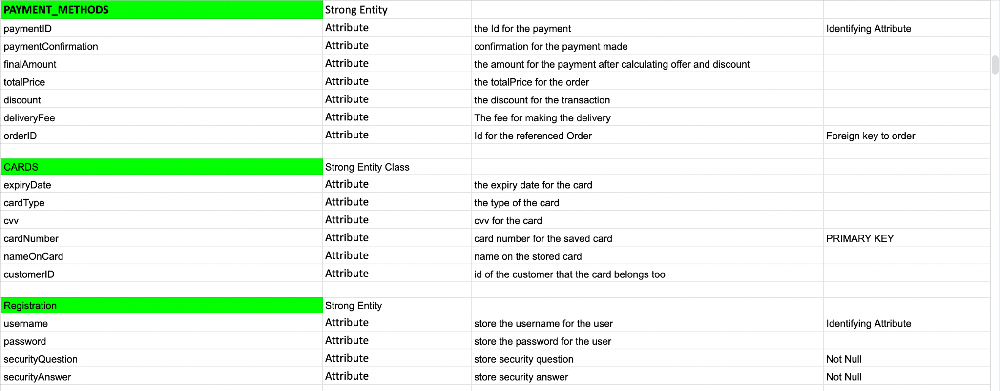 PAYMENT_METHODS Strong Entity
paymentID Attribute the Id for the payment Identifying Attribute
paymentConfirmation Attribute confirmation for the payment made
finalAmount Attribute the amount for the payment after calculating offer and discount
totalPrice Attribute the totalPrice for the order
discount Attribute the discount for the transaction
deliveryFee Attribute The fee for making the delivery
orderID Attribute Id for the referenced Order Foreign key to order
CARDS Strong Entity Class
expiryDate Attribute the expiry date for the card
cardType Attribute the type of the card
cvv Attribute cvv for the card
cardNumber Attribute card number for the saved card PRIMARY KEY
nameOnCard Attribute name on the stored card
customerID Attribute id of the customer that the card belongs too
Registration Strong Entity
username Attribute store the username for the user Identifying Attribute
password Attribute store the password for the user
securityQuestion Attribute store security question Not Null
securityAnswer Attribute store security answer Not Null